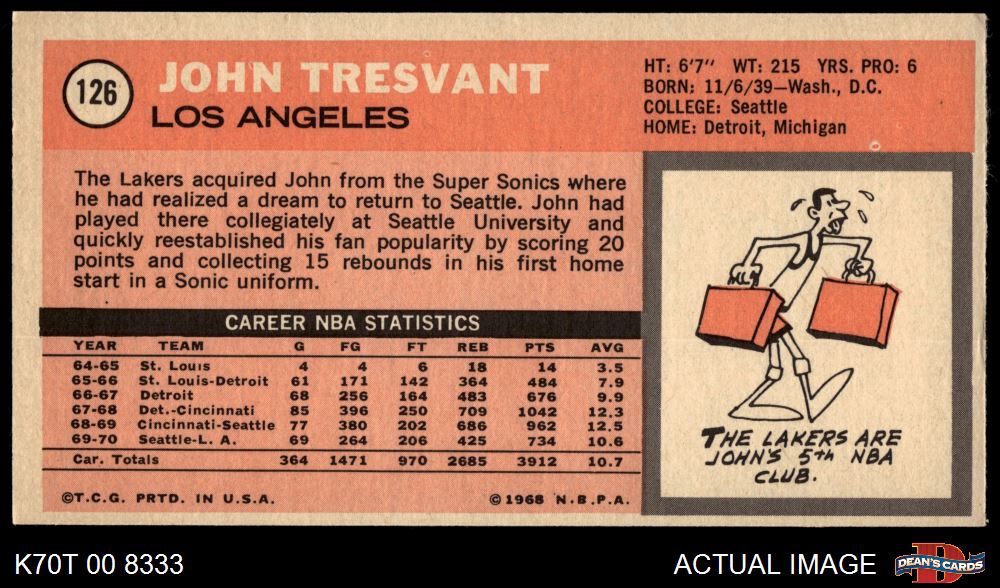 126
JOHN TRESVANT
LOS ANGELES
HT: 6'7" WT: 215 YRS. PRO: 6
BORN: 11/6/39—Wash., D.C.
COLLEGE: Seattle
HOME: Detroit, Michigan
The Lakers acquired John from the Super Sonics where
he had realized a dream to return to Seattle. John had
played there collegiately at Seattle University and
quickly reestablished his fan popularity by scoring 20
points and collecting 15 rebounds in his first home
start in a Sonic uniform.
CAREER NBA STATISTICS
YEAR TEAM G FG FT REB PTS AVG
64-65 St. Louis 4 4 6 18 14 3.5
65-66 St. Louis-Detroit 61 171 142 364 484 7.9
66-67 Detroit 68 256 164 483 676 9.9
67-68 Det.-Cincinnati 85 396 250 709 1042 12.3
68-69 Cincinnati-Seattle 77 380 202 686 962 12.5
69-70 Seattle-L. A. 69 264 206 425 734 10.6
Car. Totals 364 1471 970 2685 3912 10.7
©T.C.G. PRTD. IN U.S.A. ©1968 N.B.P.A.
THE LAKERS ARE
JOHN'S 5th NBA
CLUB.
K70T 00 8333
ACTUAL IMAGE
DEAN'S CARDS